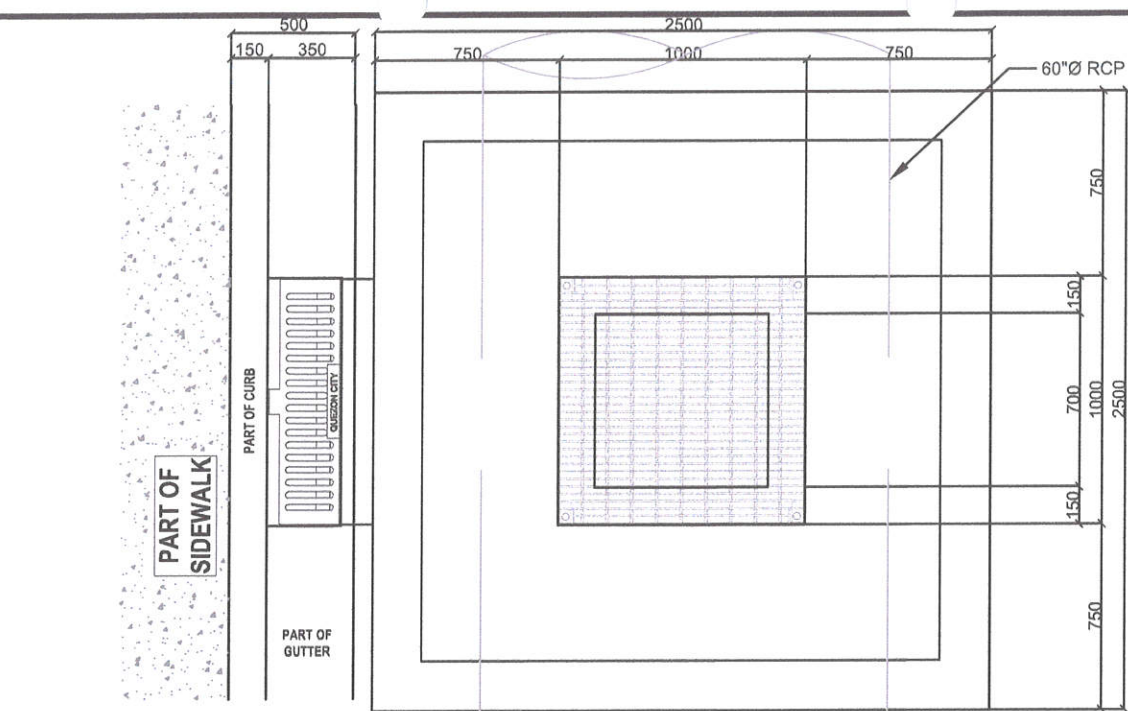 500
2500
150
350
750
1000
750
60"Ø RCP
750
150
700
1000
2500
150
750
PART OF CURB
QUEZON CITY
PART OF
SIDEWALK
PART OF
GUTTER